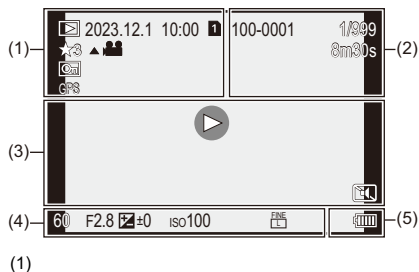 2023.12.1 10:00 1 100-0001 1/999
(1) 3 8m30s (2)
GPS
(3)
(4) 60 F2.8 ±0 ISO100 FINE L (5)
(1)